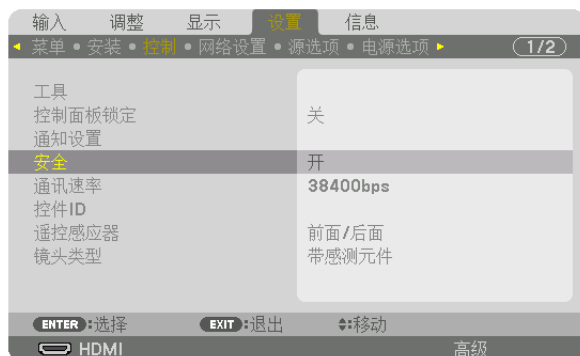 输入 调整 显示 设置 信息
菜单 • 安装 • 控制 • 网络设置 • 源选项 • 电源选项 1/2
工具
控制面板锁定 关
通知设置
安全 开
通讯速率 38400bps
控件ID
遥控感应器 前面/后面
镜头类型 带感测元件
ENTER:选择 EXIT:退出 :移动
HDMI 高级